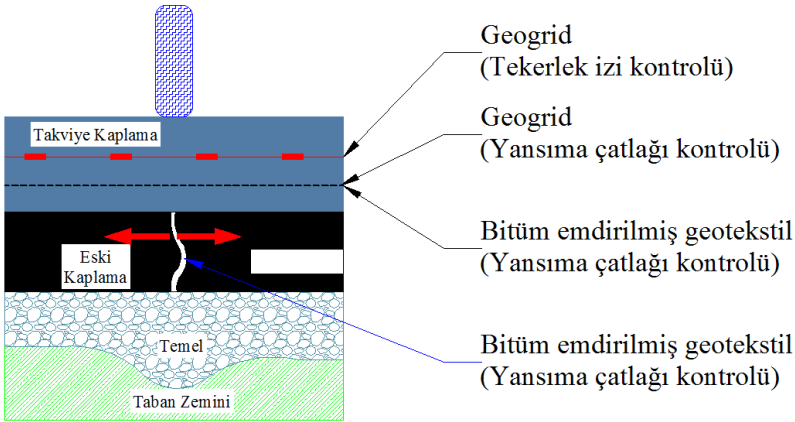 Geogrid
(Tekerlek izi kontrolü)
Takviye Kaplama
Geogrid
(Yansıma çatlağı kontrolü)
Bitüm emdirilmiş geotekstil
(Yansıma çatlağı kontrolü)
Eski
Kaplama
Temel
Bitüm emdirilmiş geotekstil
(Yansıma çatlağı kontrolü)
Taban Zemini